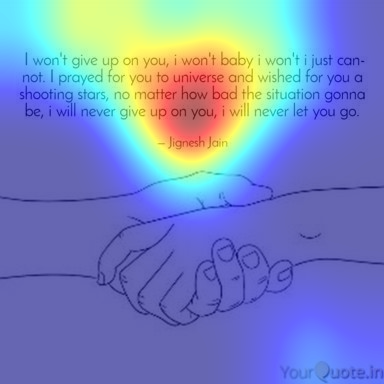 I won't give up on you, i won't baby i won't i just can-
not. I prayed for you to universe and wished for you a
shooting stars, no matter how bad the situation gonna
be, i will never give up on you, i will never let you go.
– Jignesh Jain
YourQuote.in